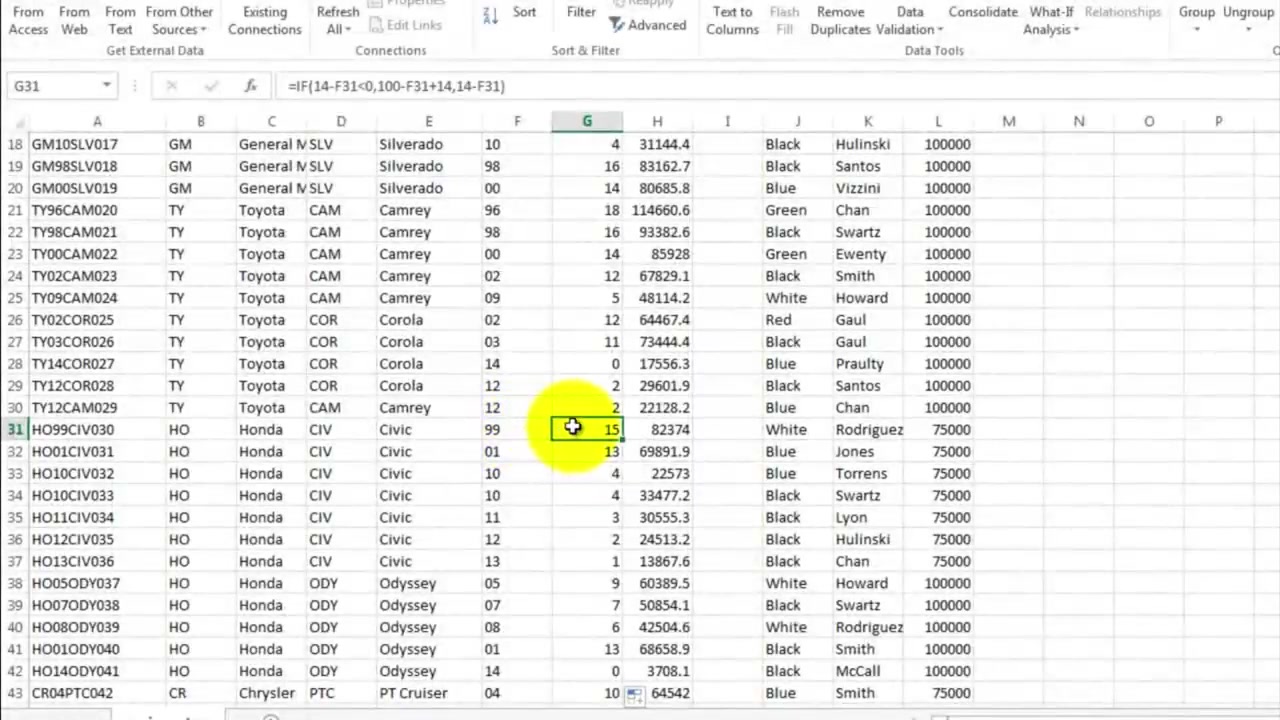 Properties Reapply
From From From From Other Existing Refresh Sort Filter Text to Flash Remove Data Consolidate What-If Relationships Group Ungroup
Access Web Text Sources Connections All Edit Links Advanced Columns Fill Duplicates Validation Analysis
Get External Data Connections Sort & Filter Data Tools
G31 fx =IF(14-F31<0,100-F31+14,14-F31)
A B C D E F G H I J K L M N O P
18 GM10SLV017 GM General M SLV Silverado 10 4 31144.4 Black Hulinski 100000
19 GM98SLV018 GM General M SLV Silverado 98 16 83162.7 Black Santos 100000
20 GM00SLV019 GM General M SLV Silverado 00 14 80685.8 Blue Vizzini 100000
21 TY96CAM020 TY Toyota CAM Camrey 96 18 114660.6 Green Chan 100000
22 TY98CAM021 TY Toyota CAM Camrey 98 16 93382.6 Black Swartz 100000
23 TY00CAM022 TY Toyota CAM Camrey 00 14 85928 Green Ewenty 100000
24 TY02CAM023 TY Toyota CAM Camrey 02 12 67829.1 Black Smith 100000
25 TY09CAM024 TY Toyota CAM Camrey 09 5 48114.2 White Howard 100000
26 TY02COR025 TY Toyota COR Corola 02 12 64467.4 Red Gaul 100000
27 TY03COR026 TY Toyota COR Corola 03 11 73444.4 Black Gaul 100000
28 TY14COR027 TY Toyota COR Corola 14 0 17556.3 Blue Praulty 100000
29 TY12COR028 TY Toyota COR Corola 12 2 29601.9 Black Santos 100000
30 TY12CAM029 TY Toyota CAM Camrey 12 2 22128.2 Blue Chan 100000
31 HO99CIV030 HO Honda CIV Civic 99 15 82374 White Rodriguez 75000
32 HO01CIV031 HO Honda CIV Civic 01 13 69891.9 Blue Jones 75000
33 HO10CIV032 HO Honda CIV Civic 10 4 22573 Blue Torrens 75000
34 HO10CIV033 HO Honda CIV Civic 10 4 33477.2 Black Swartz 75000
35 HO11CIV034 HO Honda CIV Civic 11 3 30555.3 Black Lyon 75000
36 HO12CIV035 HO Honda CIV Civic 12 2 24513.2 Black Hulinski 75000
37 HO13CIV036 HO Honda CIV Civic 13 1 13867.6 Black Chan 75000
38 HO05ODY037 HO Honda ODY Odyssey 05 9 60389.5 White Howard 100000
39 HO07ODY038 HO Honda ODY Odyssey 07 7 50854.1 Black Swartz 100000
40 HO08ODY039 HO Honda ODY Odyssey 08 6 42504.6 White Rodriguez 100000
41 HO01ODY040 HO Honda ODY Odyssey 01 13 68658.9 Black Smith 100000
42 HO14ODY041 HO Honda ODY Odyssey 14 0 3708.1 Black McCall 100000
43 CR04PTC042 CR Chrysler PTC PT Cruiser 04 10 64542 Blue Smith 75000